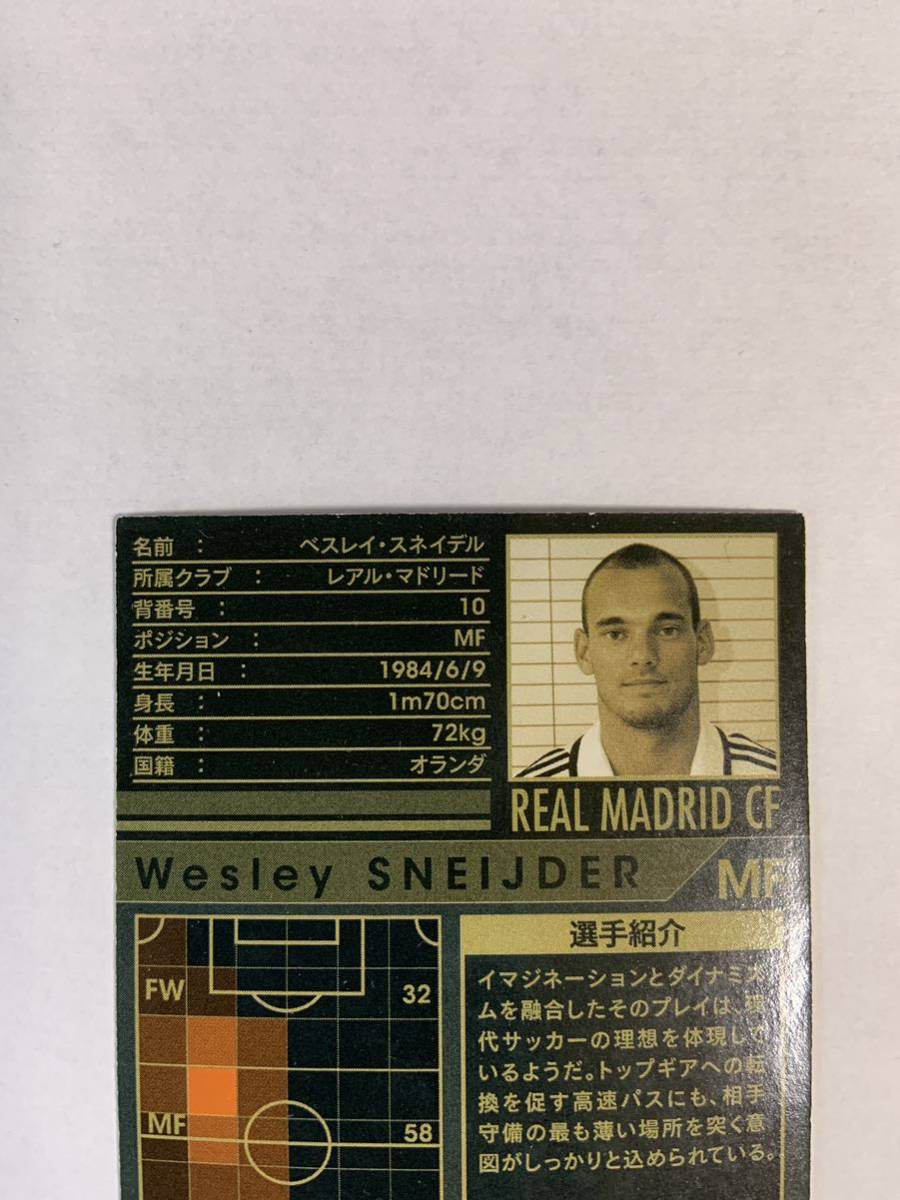 名前 : ベスレイ・スネイデル
所属クラブ : レアル・マドリード
背番号 : 10
ポジション : MF
生年月日 : 1984/6/9
身長 : 1m70cm
体重 : 72kg
国籍 : オランダ
REAL MADRID CF
Wesley SNEIJDER MF
FW 32
MF 58
選手紹介
イマジネーションとダイナミズ
ムを融合したそのプレイは、現
代サッカーの理想を体現して
いるようだ。トップギアへの転
換を促す高速パスにも、相手
守備の最も薄い場所を突く意
図がしっかりと込められている。